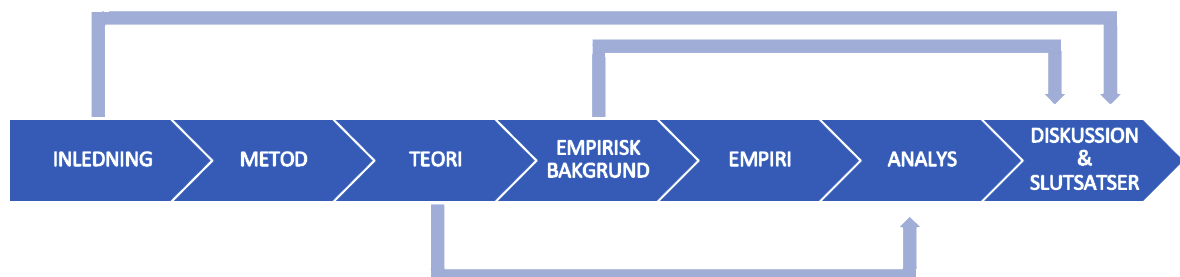 INLEDNING
METOD
TEORI
EMPIRISK
BAKGRUND
EMPIRI
ANALYS
DISKUSSION
&
SLUTSATSER